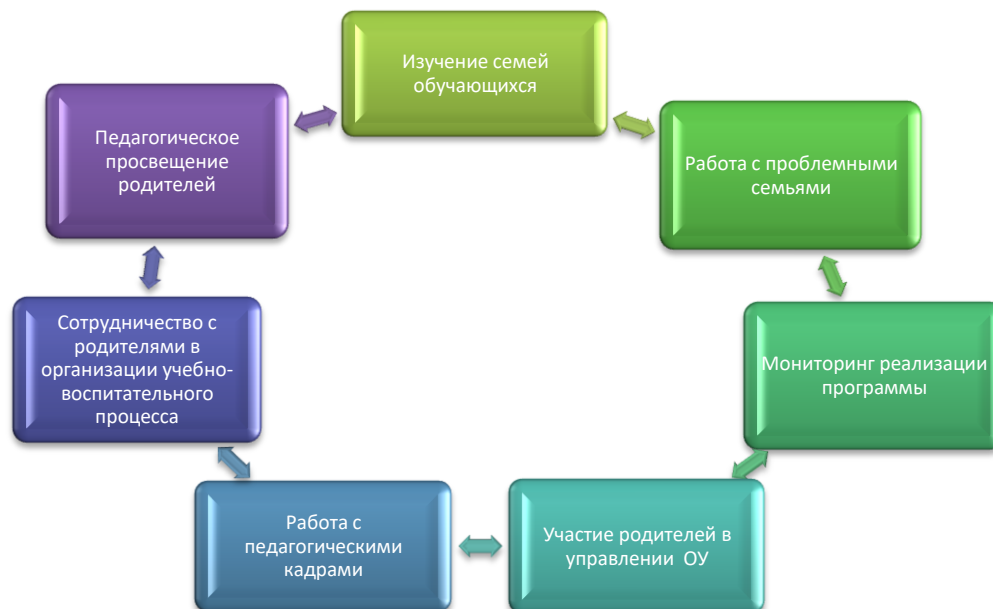 Изучение семей
обучающихся
Работа с проблемными
семьями
Мониторинг реализации
программы
Участие родителей в
управлении ОУ
Работа с
педагогическими
кадрами
Сотрудничество с
родителями в
организации учебно-
воспитательного
процесса
Педагогическое
просвещение
родителей